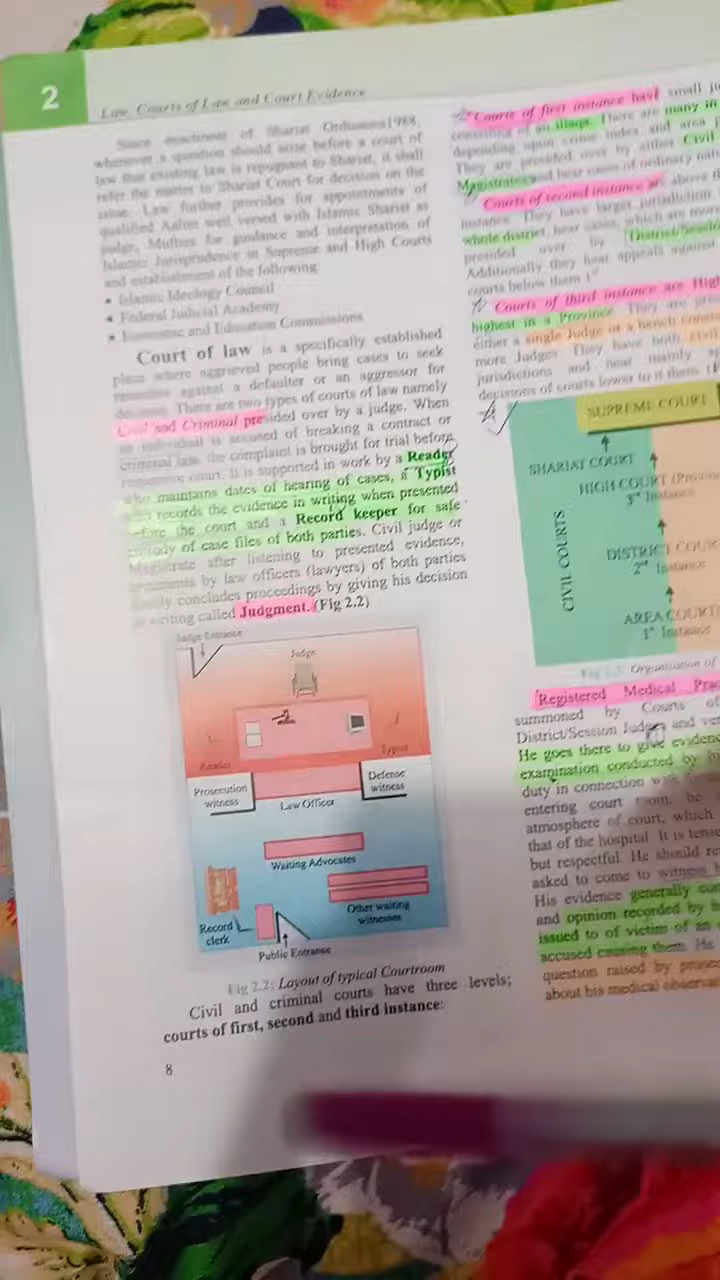 2
Law, Courts of Law and Court Evidence
Since enactment of Shariat Ordinance 1988,
whenever a question should arise before a court of
law that existing law is repugnant to Shariat, it shall
refer the matter to Shariat Court for decision on the
issue. Law further provides for appointments of
qualified Aalim well versed with Islamic Shariat as
judge, Mufties for guidance and interpretation of
Islamic Jurisprudence in Supreme and High Courts
and establishment of the following:
• Islamic Ideology Council
• Federal Judicial Academy
• Economic and Education Commissions
Court of law is a specifically established
place where aggrieved people bring cases to seek
against a defaulter or an aggressor for
There are two types of courts of law namely
Civil and Criminal presided over by a judge. When
an individual is accused of breaking a contract or
criminal law, the complaint is brought for trial before
court. It is supported in work by a Reader
who maintains dates of hearing of cases, a Typist
who records the evidence in writing when presented
before the court and a Record keeper for safe
custody of case files of both parties. Civil judge or
Magistrate after listening to presented evidence,
arguments by law officers (lawyers) of both parties
finally concludes proceedings by giving his decision
in writing called Judgment. (Fig 2.2)
Judge Entrance
Judge
Reader
Typist
Prosecution
witness
Defense
witness
Law Officer
Waiting Advocates
Other waiting
witnesses
Record
clerk
Public Entrance
Fig 2.2: Layout of typical Courtroom
Civil and criminal courts have three levels;
courts of first, second and third instance:
8
Courts of first instance have small
consisting of an illaqa. There are many in
depending upon crime index and area
They are presided over by either Civil
Magistrates and hear cases of ordinary
Courts of second instance are above
instance. They have larger jurisdiction
whole district, hear cases, which are more
presided over by District/Sessio
Additionally they hear appeals against
courts below them
Courts of third instance are High
highest in a Province. They are
either a single Judge or a bench
more Judges. They have both civil
jurisdictions and hear mainly
decisions of courts lower to it them.
SUPREME COURT
SHARIAT COURT
HIGH COURT
3rd Instance
CIVIL COURTS
DISTRICT COUR
2nd Instance
AREA COURT
1st Instance
Organization of
Registered Medical Prac
summoned by Courts of
District/Session Judges and
He goes there to give evidenc
examination conducted by
duty in connection with
entering court room, he
atmosphere of court, which
that of the hospital. It is tense
but respectful. He should
asked to come to witness
His evidence generally
and opinion recorded by
issued to of victim of an
accused causing them. He
question raised by prose
about his medical observa